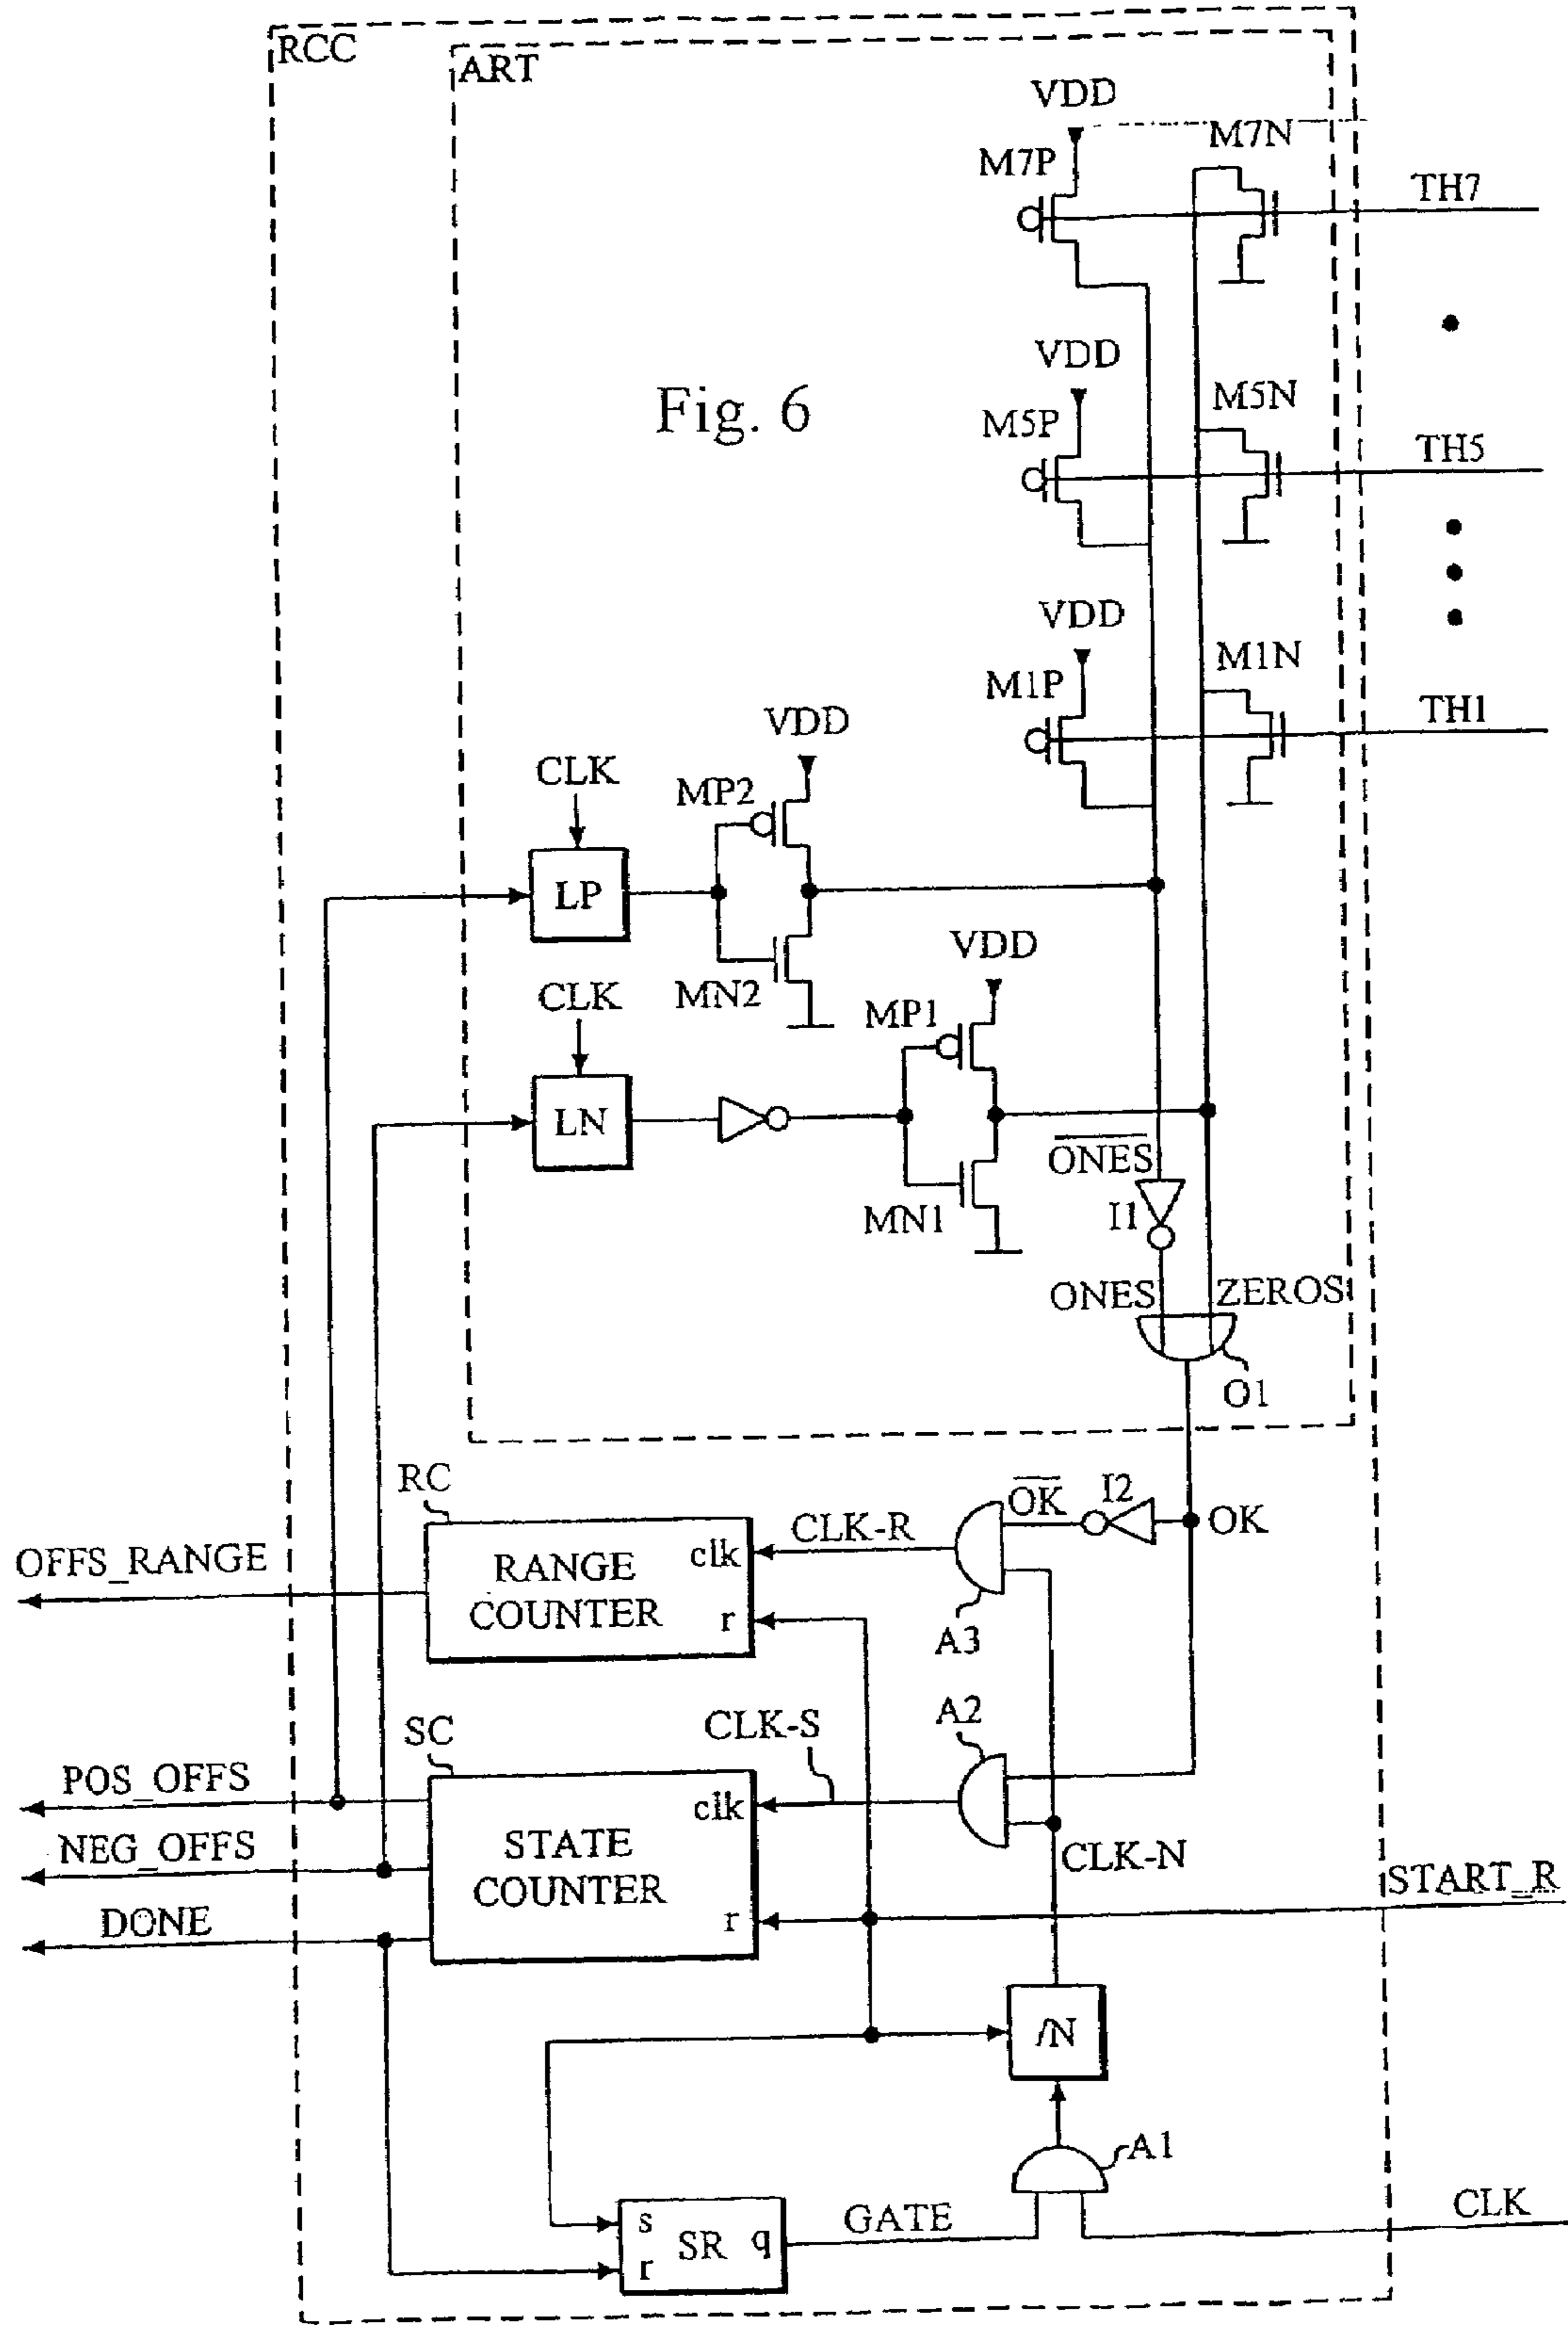 RCC
ART
VDD
M7P
M7N
TH7
Fig. 6
VDD
M5P
M5N
TH5
VDD
M1P
M1N
TH1
CLK
MP2
VDD
LP
MN2
CLK
VDD
MP1
LN
MN1
ONES
I1
ONES
ZEROS
O1
RC
OK
I2
OK
OFFS_RANGE
RANGE
COUNTER
clk
r
CLK-R
A3
SC
CLK-S
A2
POS_OFFS
NEG_OFFS
DONE
STATE
COUNTER
clk
r
CLK-N
START_R
/N
A1
s
r
SR
q
GATE
CLK